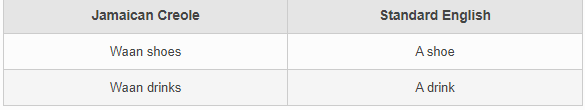 Jamaican Creole Standard English
Waan shoes A shoe
Waan drinks A drink